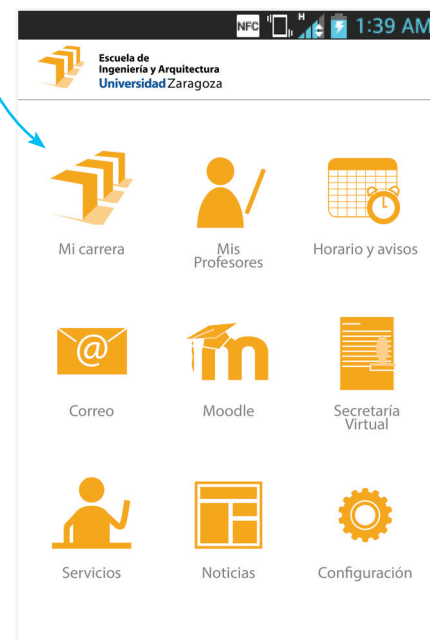 NFC H 1:39 AM
Escuela de
Ingeniería y Arquitectura
Universidad Zaragoza
Mi carrera
Mis
Profesores
Horario y avisos
@
Correo
m
Moodle
Secretaría
Virtual
Servicios
Noticias
Configuración